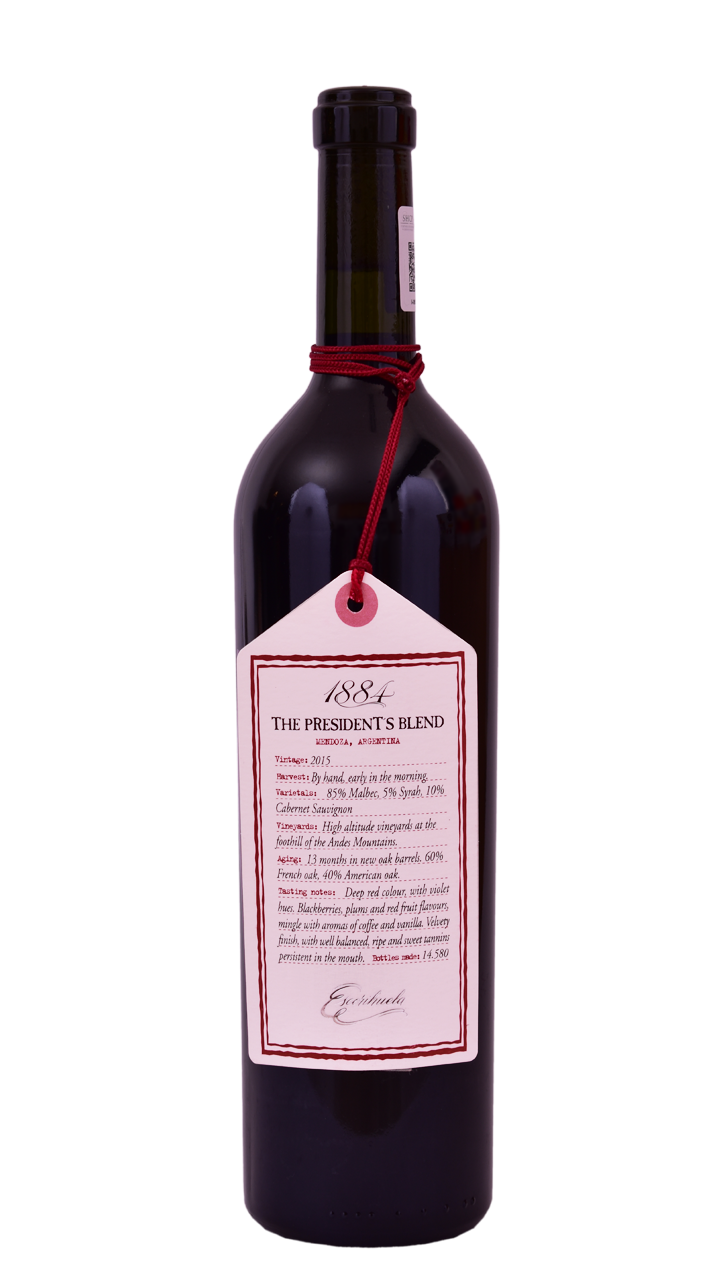 1884
THE PRESIDENT'S BLEND
MENDOZA, ARGENTINA
Vintage: 2015
Harvest: By hand, early in the morning.
Varietals: 85% Malbec, 5% Syrah, 10%
Cabernet Sauvignon
Vineyards: High altitude vineyards at the
foothill of the Andes Mountains.
Aging: 13 months in new oak barrels, 60%
French oak, 40% American oak.
Tasting notes: Deep red colour, with violet
hues. Blackberries, plums and red fruit flavours,
mingle with aromas of coffee and vanilla. Velvety
finish, with well balanced, ripe and sweet tannins
persistent in the mouth. Bottles made: 14.580
Escorihuela